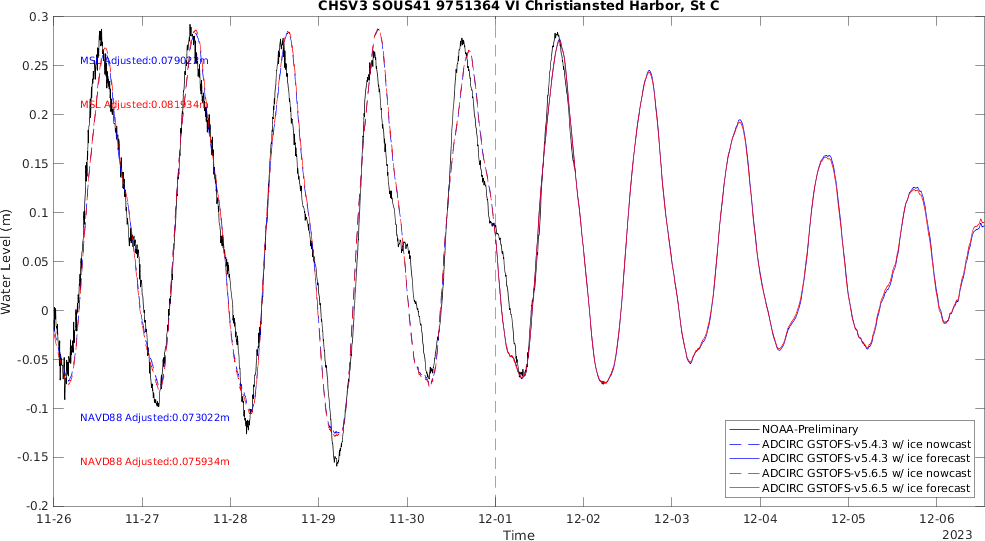 CHSV3 SOUS41 9751364 VI Christiansted Harbor, St C
0.3
0.25
0.2
0.15
0.1
0.05
0
-0.05
-0.1
-0.15
-0.2
Water Level (m)
MSL Adjusted:0.079022m
MSL Adjusted:0.081934m
NAVD88 Adjusted:0.073022m
NAVD88 Adjusted:0.075934m
NOAA-Preliminary
ADCIRC GSTOFS-v5.4.3 w/ ice nowcast
ADCIRC GSTOFS-v5.4.3 w/ ice forecast
ADCIRC GSTOFS-v5.6.5 w/ ice nowcast
ADCIRC GSTOFS-v5.6.5 w/ ice forecast
11-26 11-27 11-28 11-29 11-30 12-01 12-02 12-03 12-04 12-05 12-06
Time
2023